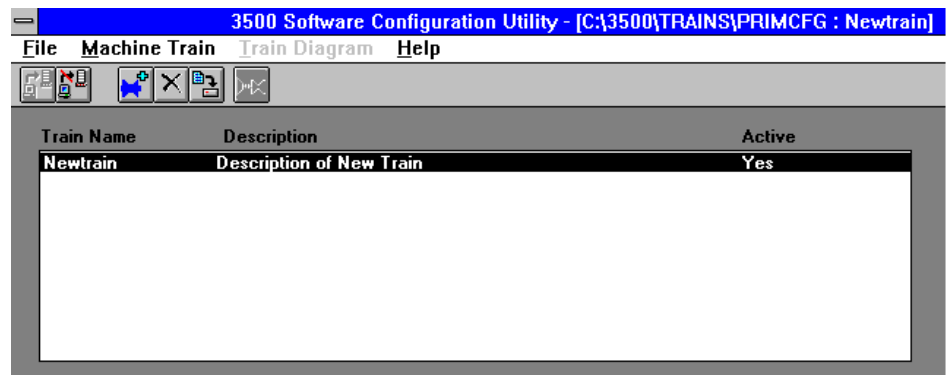 3500 Software Configuration Utility - [C:\3500\TRAINS\PRIMCFG : Newtrain]
File Machine Train Train Diagram Help
Train Name Description Active
Newtrain Description of New Train Yes